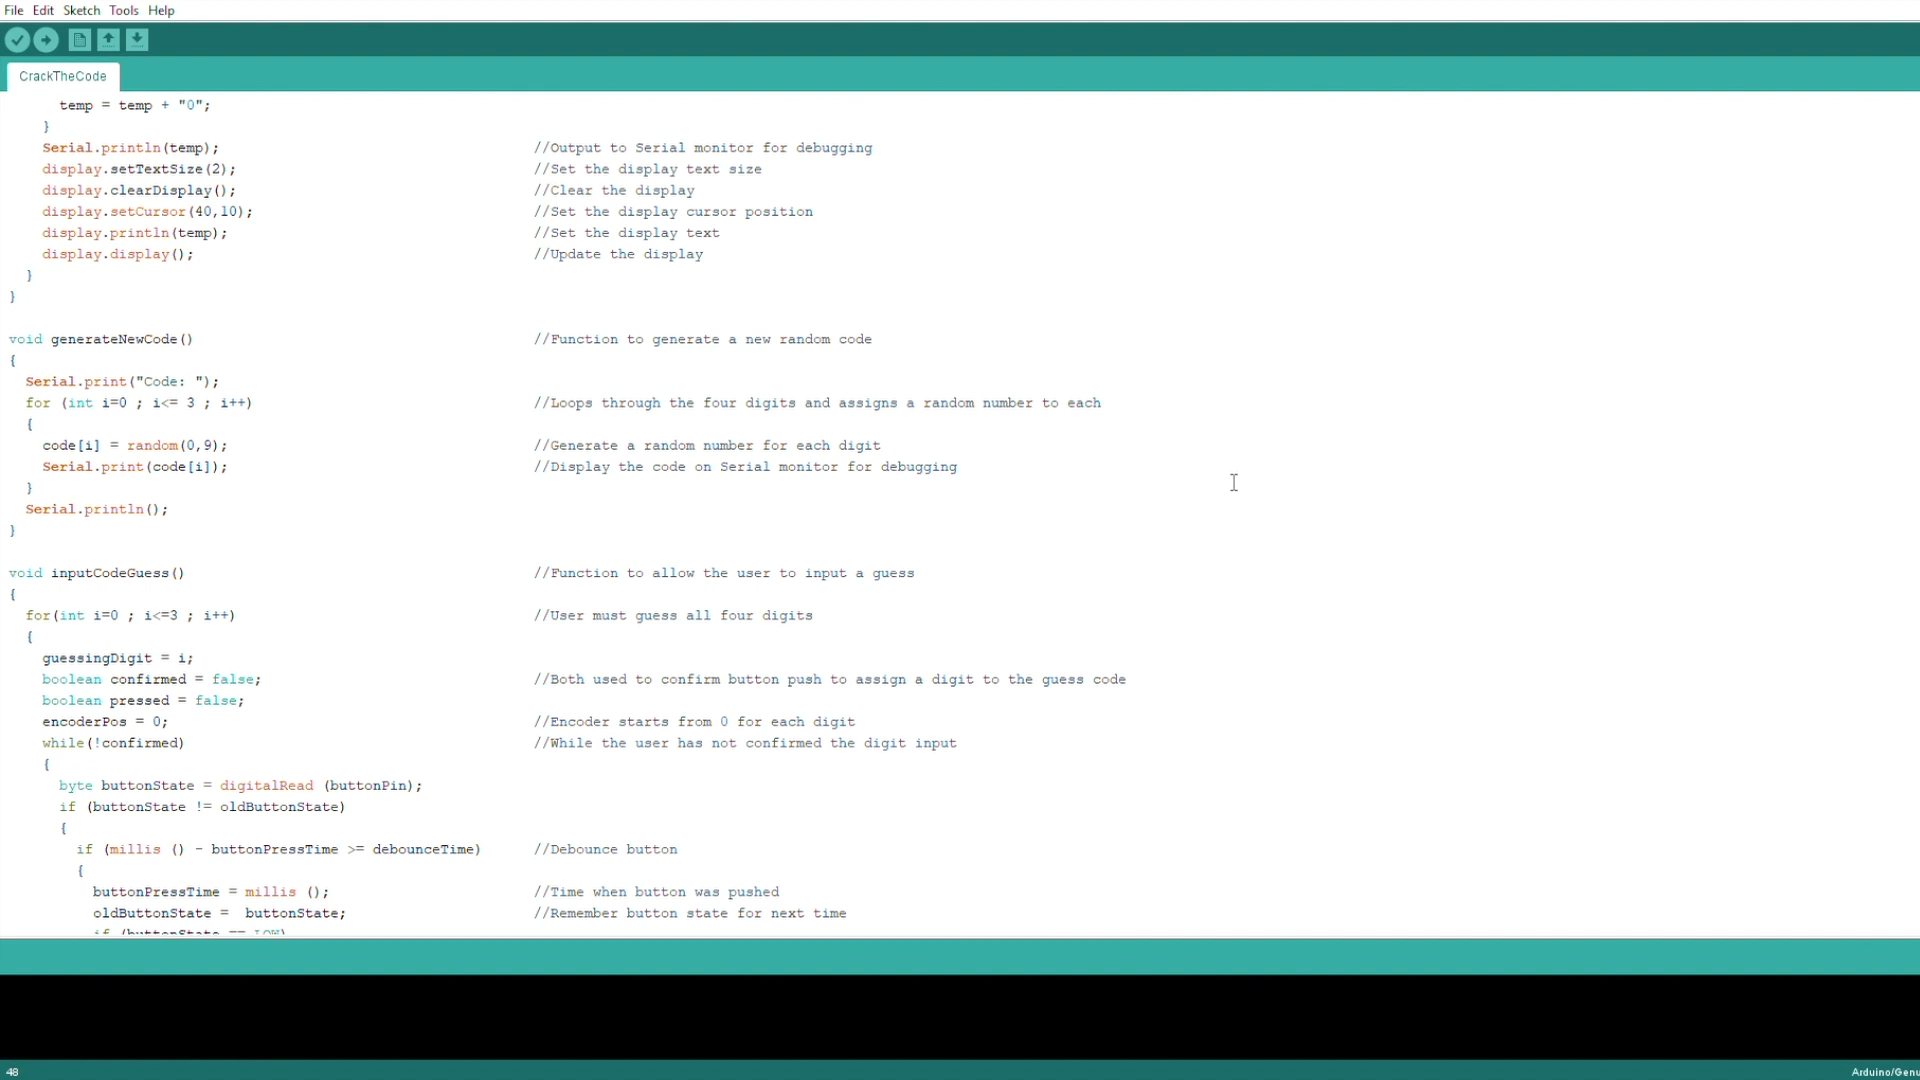 File Edit Sketch Tools Help
CrackTheCode
temp = temp + "0";
}
Serial.println(temp); //Output to Serial monitor for debugging
display.setTextSize(2); //Set the display text size
display.clearDisplay(); //Clear the display
display.setCursor(40,10); //Set the display cursor position
display.println(temp); //Set the display text
display.display(); //Update the display
}
}
void generateNewCode() //Function to generate a new random code
{
Serial.print("Code: ");
for (int i=0 ; i<= 3 ; i++) //Loops through the four digits and assigns a random number to each
{
code[i] = random(0,9); //Generate a random number for each digit
Serial.print(code[i]); //Display the code on Serial monitor for debugging
}
Serial.println();
}
void inputCodeGuess() //Function to allow the user to input a guess
{
for(int i=0 ; i<=3 ; i++) //User must guess all four digits
{
guessingDigit = i;
boolean confirmed = false; //Both used to confirm button push to assign a digit to the guess code
boolean pressed = false;
encoderPos = 0; //Encoder starts from 0 for each digit
while(!confirmed) //While the user has not confirmed the digit input
{
byte buttonState = digitalRead (buttonPin);
if (buttonState != oldButtonState)
{
if (millis () - buttonPressTime >= debounceTime) //Debounce button
{
buttonPressTime = millis (); //Time when button was pushed
oldButtonState =  buttonState; //Remember button state for next time
if (buttonState == LOW)
48
Arduino/Genu